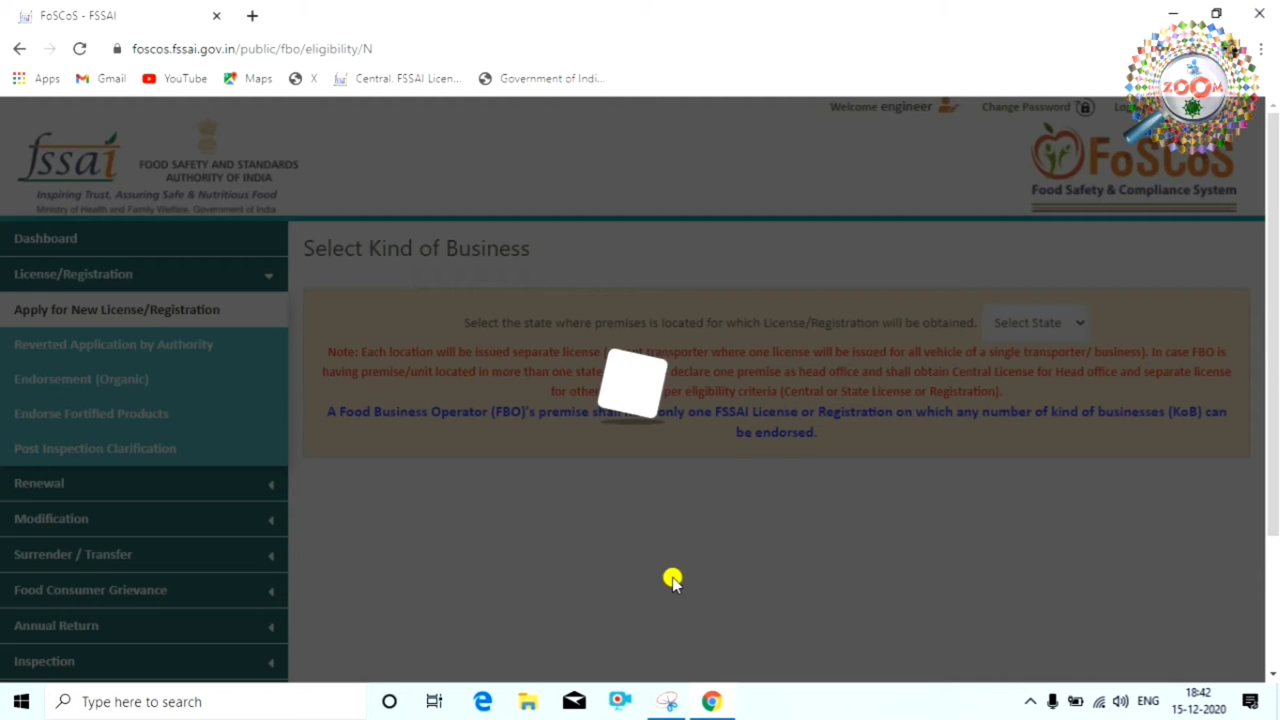 FoSCoS - FSSAI
foscos.fssai.gov.in/public/fbo/eligibility/N
Apps Gmail YouTube Maps X Central. FSSAI Licen... Government of Indi...
ZOOM
Welcome engineer Change Password
fssai
FOOD SAFETY AND STANDARDS
AUTHORITY OF INDIA
Inspiring Trust, Assuring Safe & Nutritious Food
Ministry of Health and Family Welfare, Government of India
FoSCoS
Food Safety & Compliance System
Dashboard
License/Registration
Apply for New License/Registration
Reverted Application by Authority
Endorsement (Organic)
Endorse Fortified Products
Post Inspection Clarification
Renewal
Modification
Surrender / Transfer
Food Consumer Grievance
Annual Return
Inspection
Select Kind of Business
Select the state where premises is located for which License/Registration will be obtained. Select State
Note: Each location will be issued separate license transporter where one license will be issued for all vehicle of a single transporter/ business). In case FBO is
having premise/unit located in more than one state declare one premise as head office and shall obtain Central License for Head office and separate license
for other per eligibility criteria (Central or State License or Registration).
A Food Business Operator (FBO)'s premise shall only one FSSAI License or Registration on which any number of kind of businesses (KoB) can
be endorsed.
Type here to search
ENG
18:42
15-12-2020